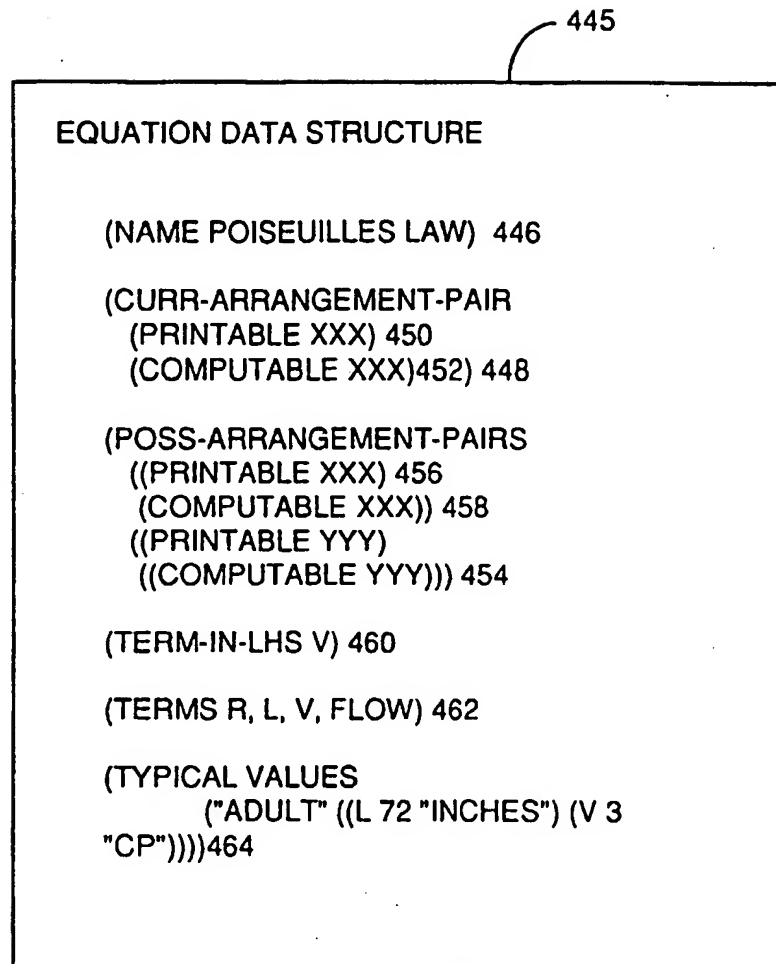 445
EQUATION DATA STRUCTURE
(NAME POISEUILLES LAW) 446
(CURR-ARRANGEMENT-PAIR
(PRINTABLE XXX) 450
(COMPUTABLE XXX)452) 448
(POSS-ARRANGEMENT-PAIRS
((PRINTABLE XXX) 456
(COMPUTABLE XXX)) 458
((PRINTABLE YYY)
((COMPUTABLE YYY))) 454
(TERM-IN-LHS V) 460
(TERMS R, L, V, FLOW) 462
(TYPICAL VALUES
("ADULT" ((L 72 "INCHES") (V 3
"CP"))))464